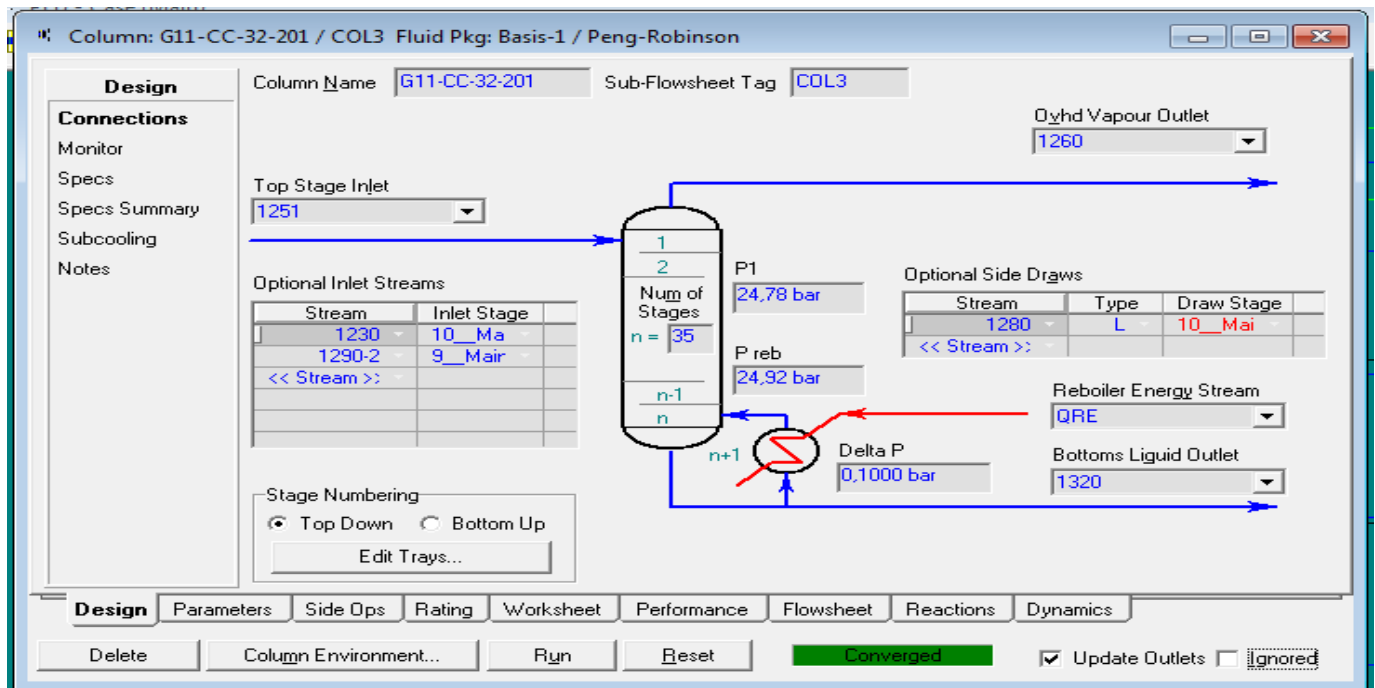 Column: G11-CC-32-201 / COL3 Fluid Pkg: Basis-1 / Peng-Robinson
Design
Connections
Monitor
Specs
Specs Summary
Subcooling
Notes
Column Name G11-CC-32-201 Sub-Flowsheet Tag COL3
Ovhd Vapour Outlet
1260
Top Stage Inlet
1251
Optional Inlet Streams
Stream Inlet Stage
1230 10__Ma
1290-2 9__Mair
<< Stream >>
1
2
Num of
Stages
n = 35
n-1
n
n+1
P1
24,78 bar
P reb
24,92 bar
Delta P
0,1000 bar
Optional Side Draws
Stream Type Draw Stage
1280 L 10__Mai
<< Stream >>
Reboiler Energy Stream
QRE
Bottoms Liquid Outlet
1320
Stage Numbering
Top Down Bottom Up
Edit Trays...
Design Parameters Side Ops Rating Worksheet Performance Flowsheet Reactions Dynamics
Delete Column Environment... Run Reset Converged Update Outlets Ignored